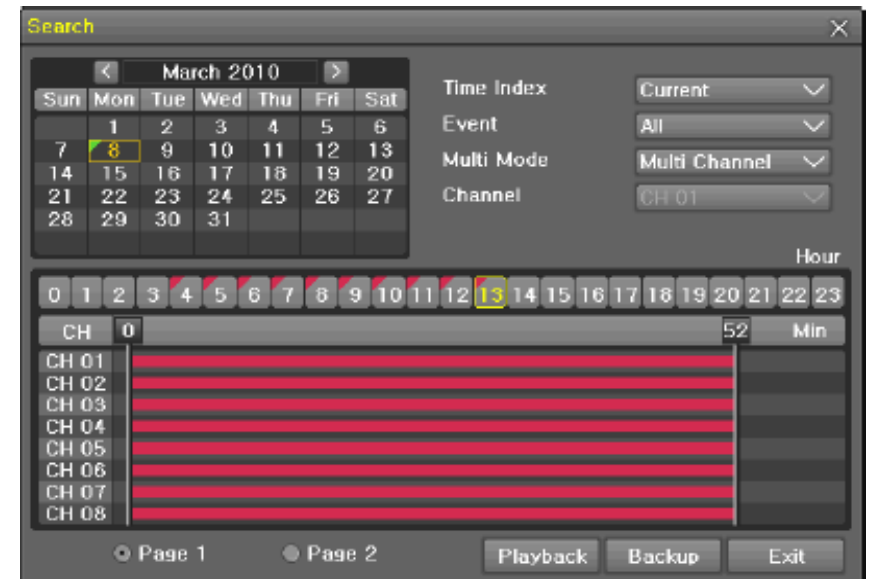 Search
March 2010
Sun Mon Tue Wed Thu Fri Sat
1 2 3 4 5 6
7 8 9 10 11 12 13
14 15 16 17 18 19 20
21 22 23 24 25 26 27
28 29 30 31
Time Index Current
Event All
Multi Mode Multi Channel
Channel CH 01
Hour
0 1 2 3 4 5 6 7 8 9 10 11 12 13 14 15 16 17 18 19 20 21 22 23
CH 0 52 Min
CH 01
CH 02
CH 03
CH 04
CH 05
CH 06
CH 07
CH 08
Page 1 Page 2 Playback Backup Exit